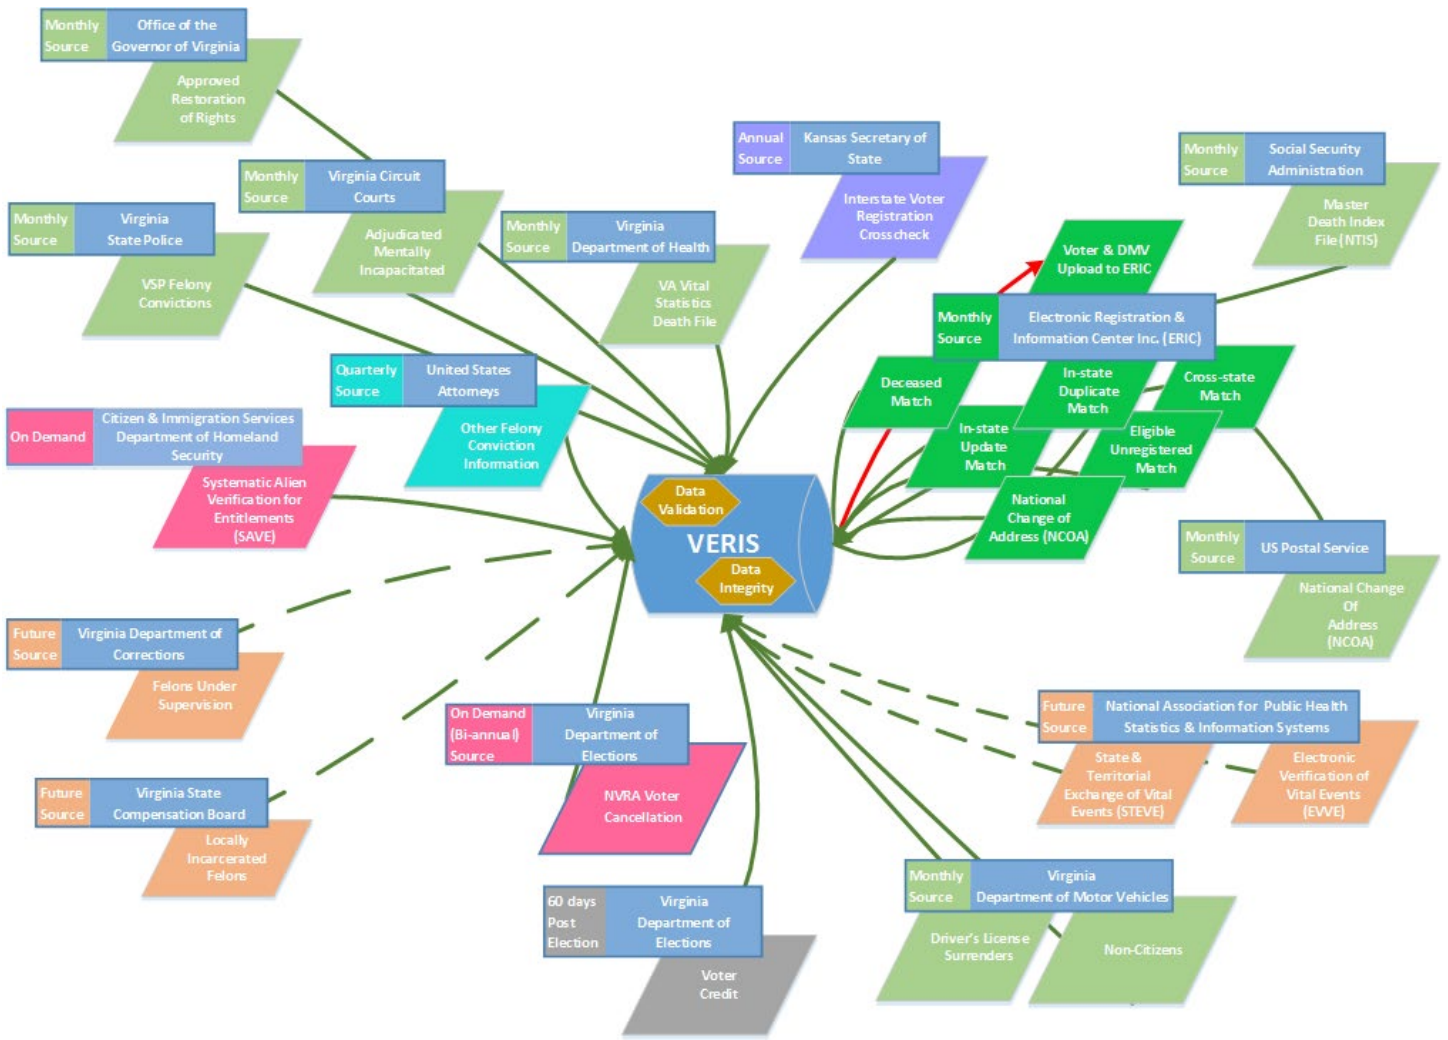 Monthly
Source
Office of the
Governor of Virginia
Approved
Restoration
of Rights
Monthly
Source
Virginia Circuit
Courts
Adjudicated
Mentally
Incapacitated
Monthly
Source
Virginia
State Police
VSP Felony
Convictions
Monthly
Source
Virginia
Department of Health
VA Vital
Statistics
Death File
Annual
Source
Kansas Secretary of
State
Interstate Voter
Registration
Crosscheck
Monthly
Source
Social Security
Administration
Master
Death Index
File (NTIS)
Voter & DMV
Upload to ERIC
Monthly
Source
Electronic Registration &
Information Center Inc. (ERIC)
Deceased
Match
In-state
Duplicate
Match
Cross-state
Match
In-state
Update
Match
Eligible
Unregistered
Match
National
Change of
Address (NCOA)
Quarterly
Source
United States
Attorneys
Other Felony
Conviction
Information
On Demand
Citizen & Immigration Services
Department of Homeland
Security
Systematic Alien
Verification for
Entitlements
(SAVE)
Data
Validation
VERIS
Data
Integrity
Monthly
Source
US Postal Service
National Change
Of
Address
(NCOA)
Future
Source
Virginia Department of
Corrections
Felons Under
Supervision
Future
Source
Virginia State
Compensation Board
Locally
Incarcerated
Felons
On Demand
(Bi-annual)
Source
Virginia
Department of
Elections
NVRA Voter
Cancellation
60 days
Post
Election
Virginia
Department of
Elections
Voter
Credit
Future
Source
National Association for Public Health
Statistics & Information Systems
State &
Territorial
Exchange of Vital
Events (STEVE)
Electronic
Verification of
Vital Events
(EVVE)
Monthly
Source
Virginia
Department of Motor Vehicles
Driver's License
Surrenders
Non-Citizens